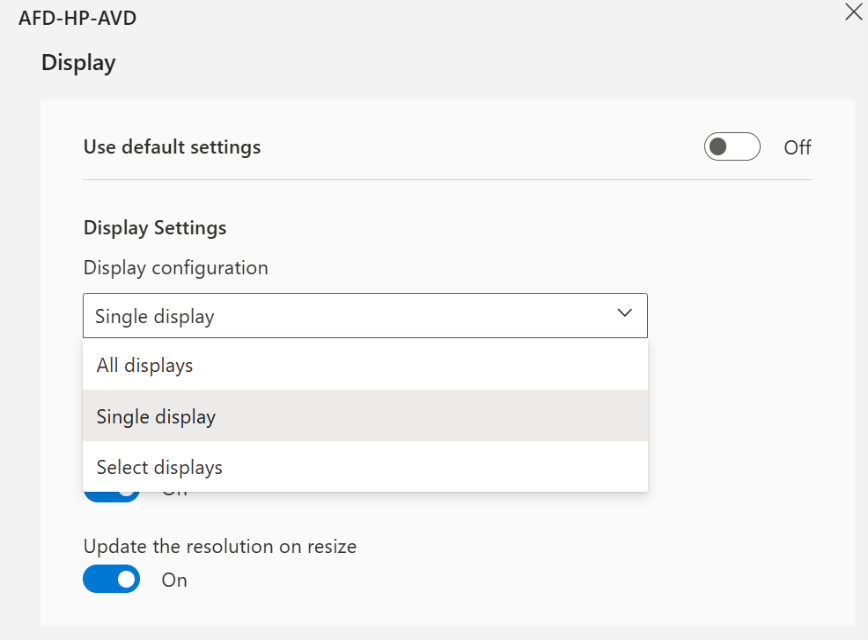 AFD-HP-AVD
Display
Use default settings
Off
Display Settings
Display configuration
Single display
All displays
Single display
Select displays
Update the resolution on resize
On